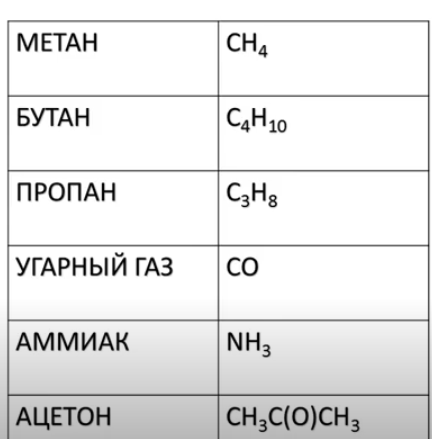 МЕТАН CH₄
БУТАН C₄H₁₀
ПРОПАН C₃H₈
УГАРНЫЙ ГАЗ CO
АММИАК NH₃
АЦЕТОН CH₃C(O)CH₃